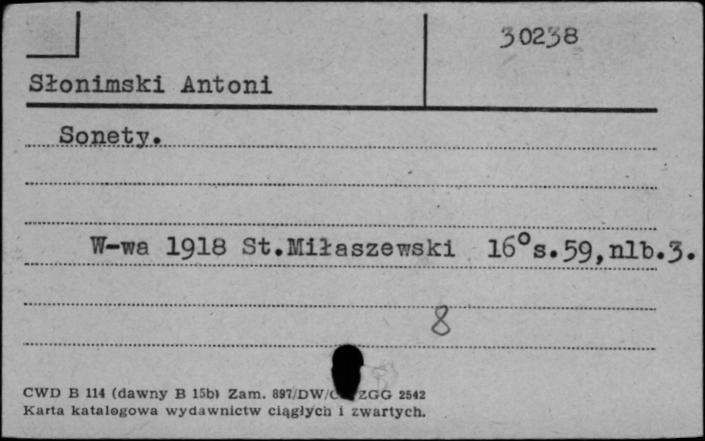 30238
Słonimski Antoni
Sonety.
W-wa 1918 St.Miłaszewski 16° s.59,nlb.3.
8
CWD B 114 (dawny B 15b) Zam. 897/DW/ ZGG 2542
Karta katalogowa wydawnictw ciągłych i zwartych.